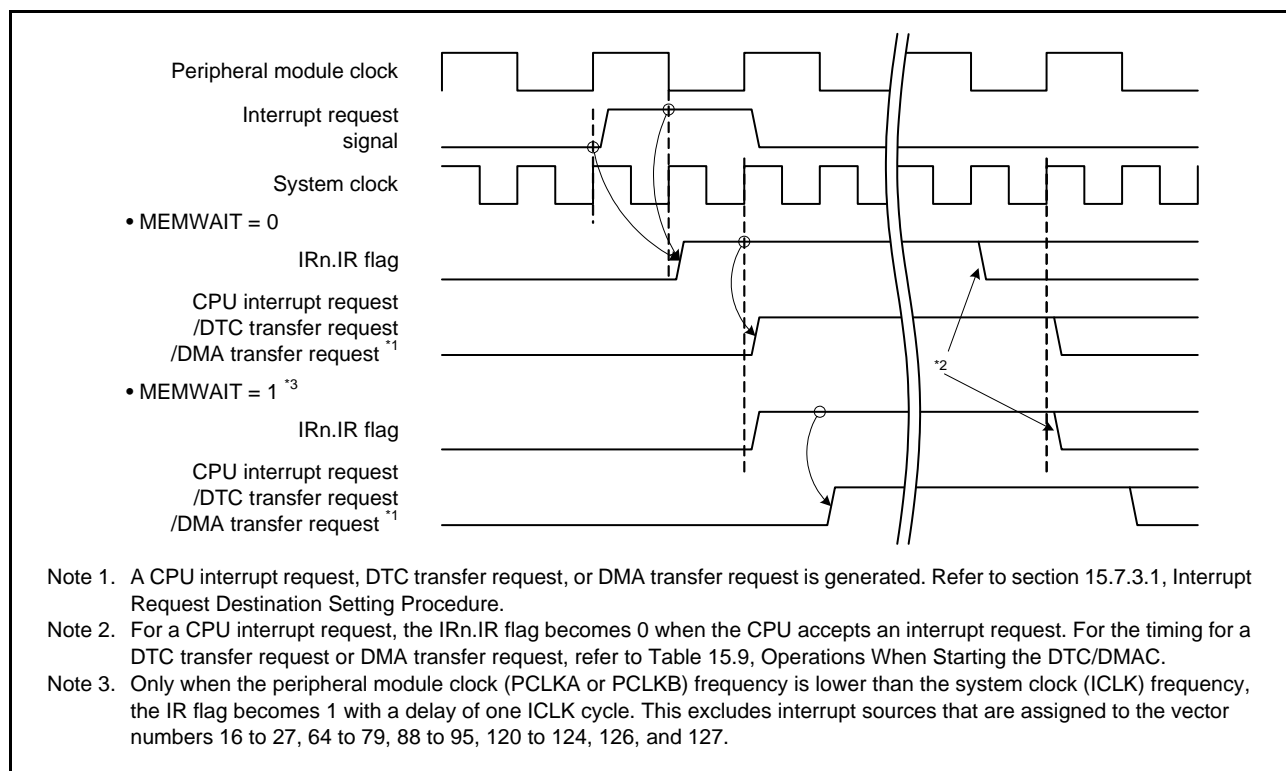 Peripheral module clock
Interrupt request
signal
System clock
• MEMWAIT = 0
IRn.IR flag
CPU interrupt request
/DTC transfer request
/DMA transfer request *1
*2
• MEMWAIT = 1 *3
IRn.IR flag
CPU interrupt request
/DTC transfer request
/DMA transfer request *1
Note 1. A CPU interrupt request, DTC transfer request, or DMA transfer request is generated. Refer to section 15.7.3.1, Interrupt
Request Destination Setting Procedure.
Note 2. For a CPU interrupt request, the IRn.IR flag becomes 0 when the CPU accepts an interrupt request. For the timing for a
DTC transfer request or DMA transfer request, refer to Table 15.9, Operations When Starting the DTC/DMAC.
Note 3. Only when the peripheral module clock (PCLKA or PCLKB) frequency is lower than the system clock (ICLK) frequency,
the IR flag becomes 1 with a delay of one ICLK cycle. This excludes interrupt sources that are assigned to the vector
numbers 16 to 27, 64 to 79, 88 to 95, 120 to 124, 126, and 127.